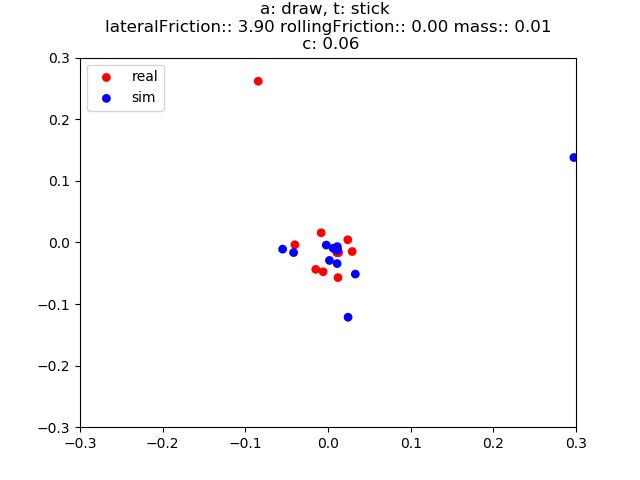 a: draw, t: stick
lateralFriction:: 3.90 rollingFriction:: 0.00 mass:: 0.01
c: 0.06
real
sim
0.3
0.2
0.1
0.0
−0.1
−0.2
−0.3
−0.3 −0.2 −0.1 0.0 0.1 0.2 0.3